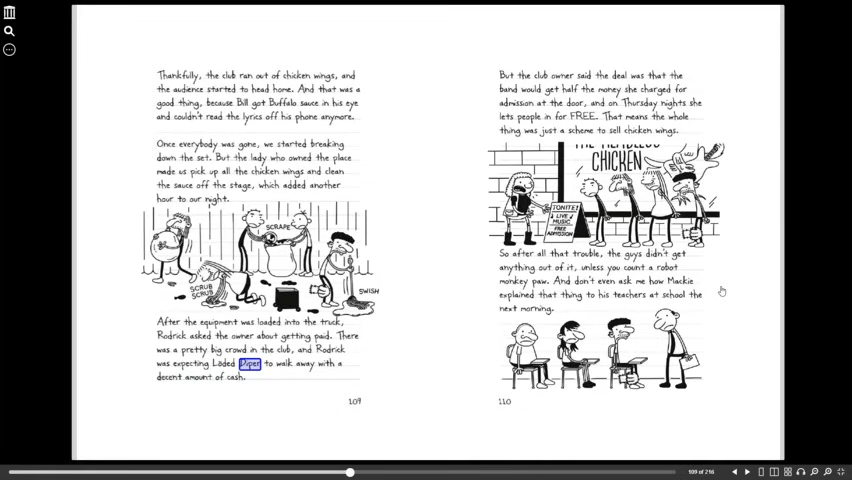 Thankfully, the club ran out of chicken wings, and
the audience started to head home. And that was a
good thing, because Bill got Buffalo sauce in his eye
and couldn't read the lyrics off his phone anymore.
Once everybody was gone, we started breaking
down the set. But the lady who owned the place
made us pick up all the chicken wings and clean
the sauce off the stage, which added another
hour to our night.
SCRAPE
SCRUB
SCRUB
SWISH
After the equipment was loaded into the truck,
Rodrick asked the owner about getting paid. There
was a pretty big crowd in the club, and Rodrick
was expecting Löded Diper to walk away with a
decent amount of cash.
109
But the club owner said the deal was that the
band would get half the money she charged for
admission at the door, and on Thursday nights she
lets people in for FREE. That means the whole
thing was just a scheme to sell chicken wings.
THE HEADLESS
CHICKEN
TONITE!
LIVE
MUSIC
FREE
ADMISSION
So after all that trouble, the guys didn't get
anything out of it, unless you count a robot
monkey paw. And don't even ask me how Mackie
explained that thing to his teachers at school the
next morning.
110
109 of 216